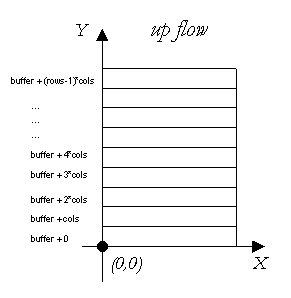 Y
up flow
buffer + (rows-1)*cols
...
...
...
buffer + 4*cols
buffer + 3*cols
buffer + 2*cols
buffer +cols
buffer + 0
(0,0)
X